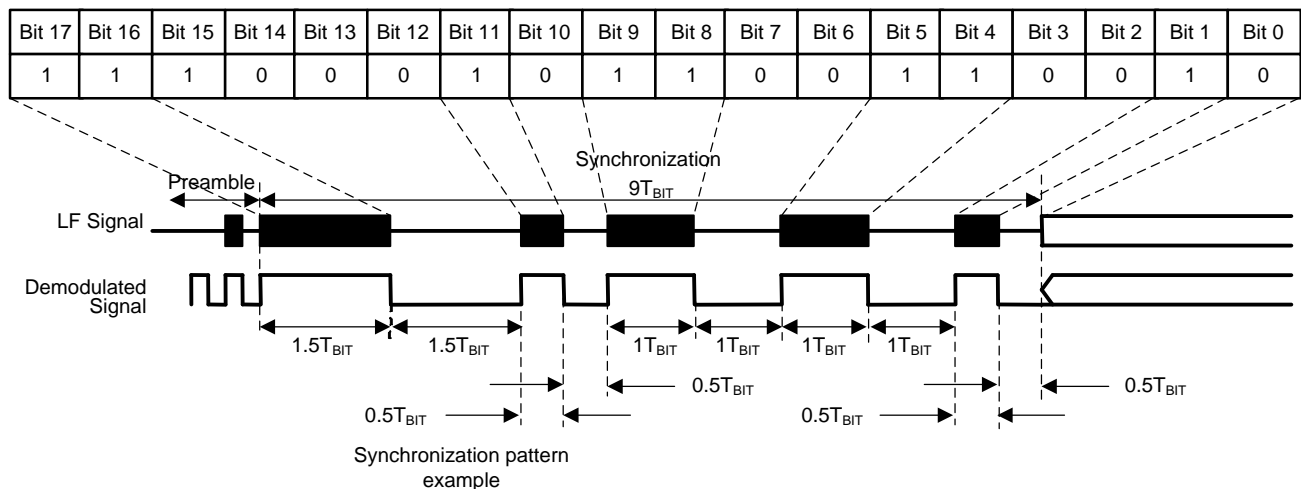 Bit 17 Bit 16 Bit 15 Bit 14 Bit 13 Bit 12 Bit 11 Bit 10 Bit 9 Bit 8 Bit 7 Bit 6 Bit 5 Bit 4 Bit 3 Bit 2 Bit 1 Bit 0
1 1 1 0 0 0 1 0 1 1 0 0 1 1 0 0 1 0
Synchronization
Preamble
9TBIT
LF Signal
Demodulated
Signal
1.5TBIT 1.5TBIT 1TBIT 1TBIT 1TBIT 1TBIT
0.5TBIT 0.5TBIT
0.5TBIT 0.5TBIT
Synchronization pattern
example